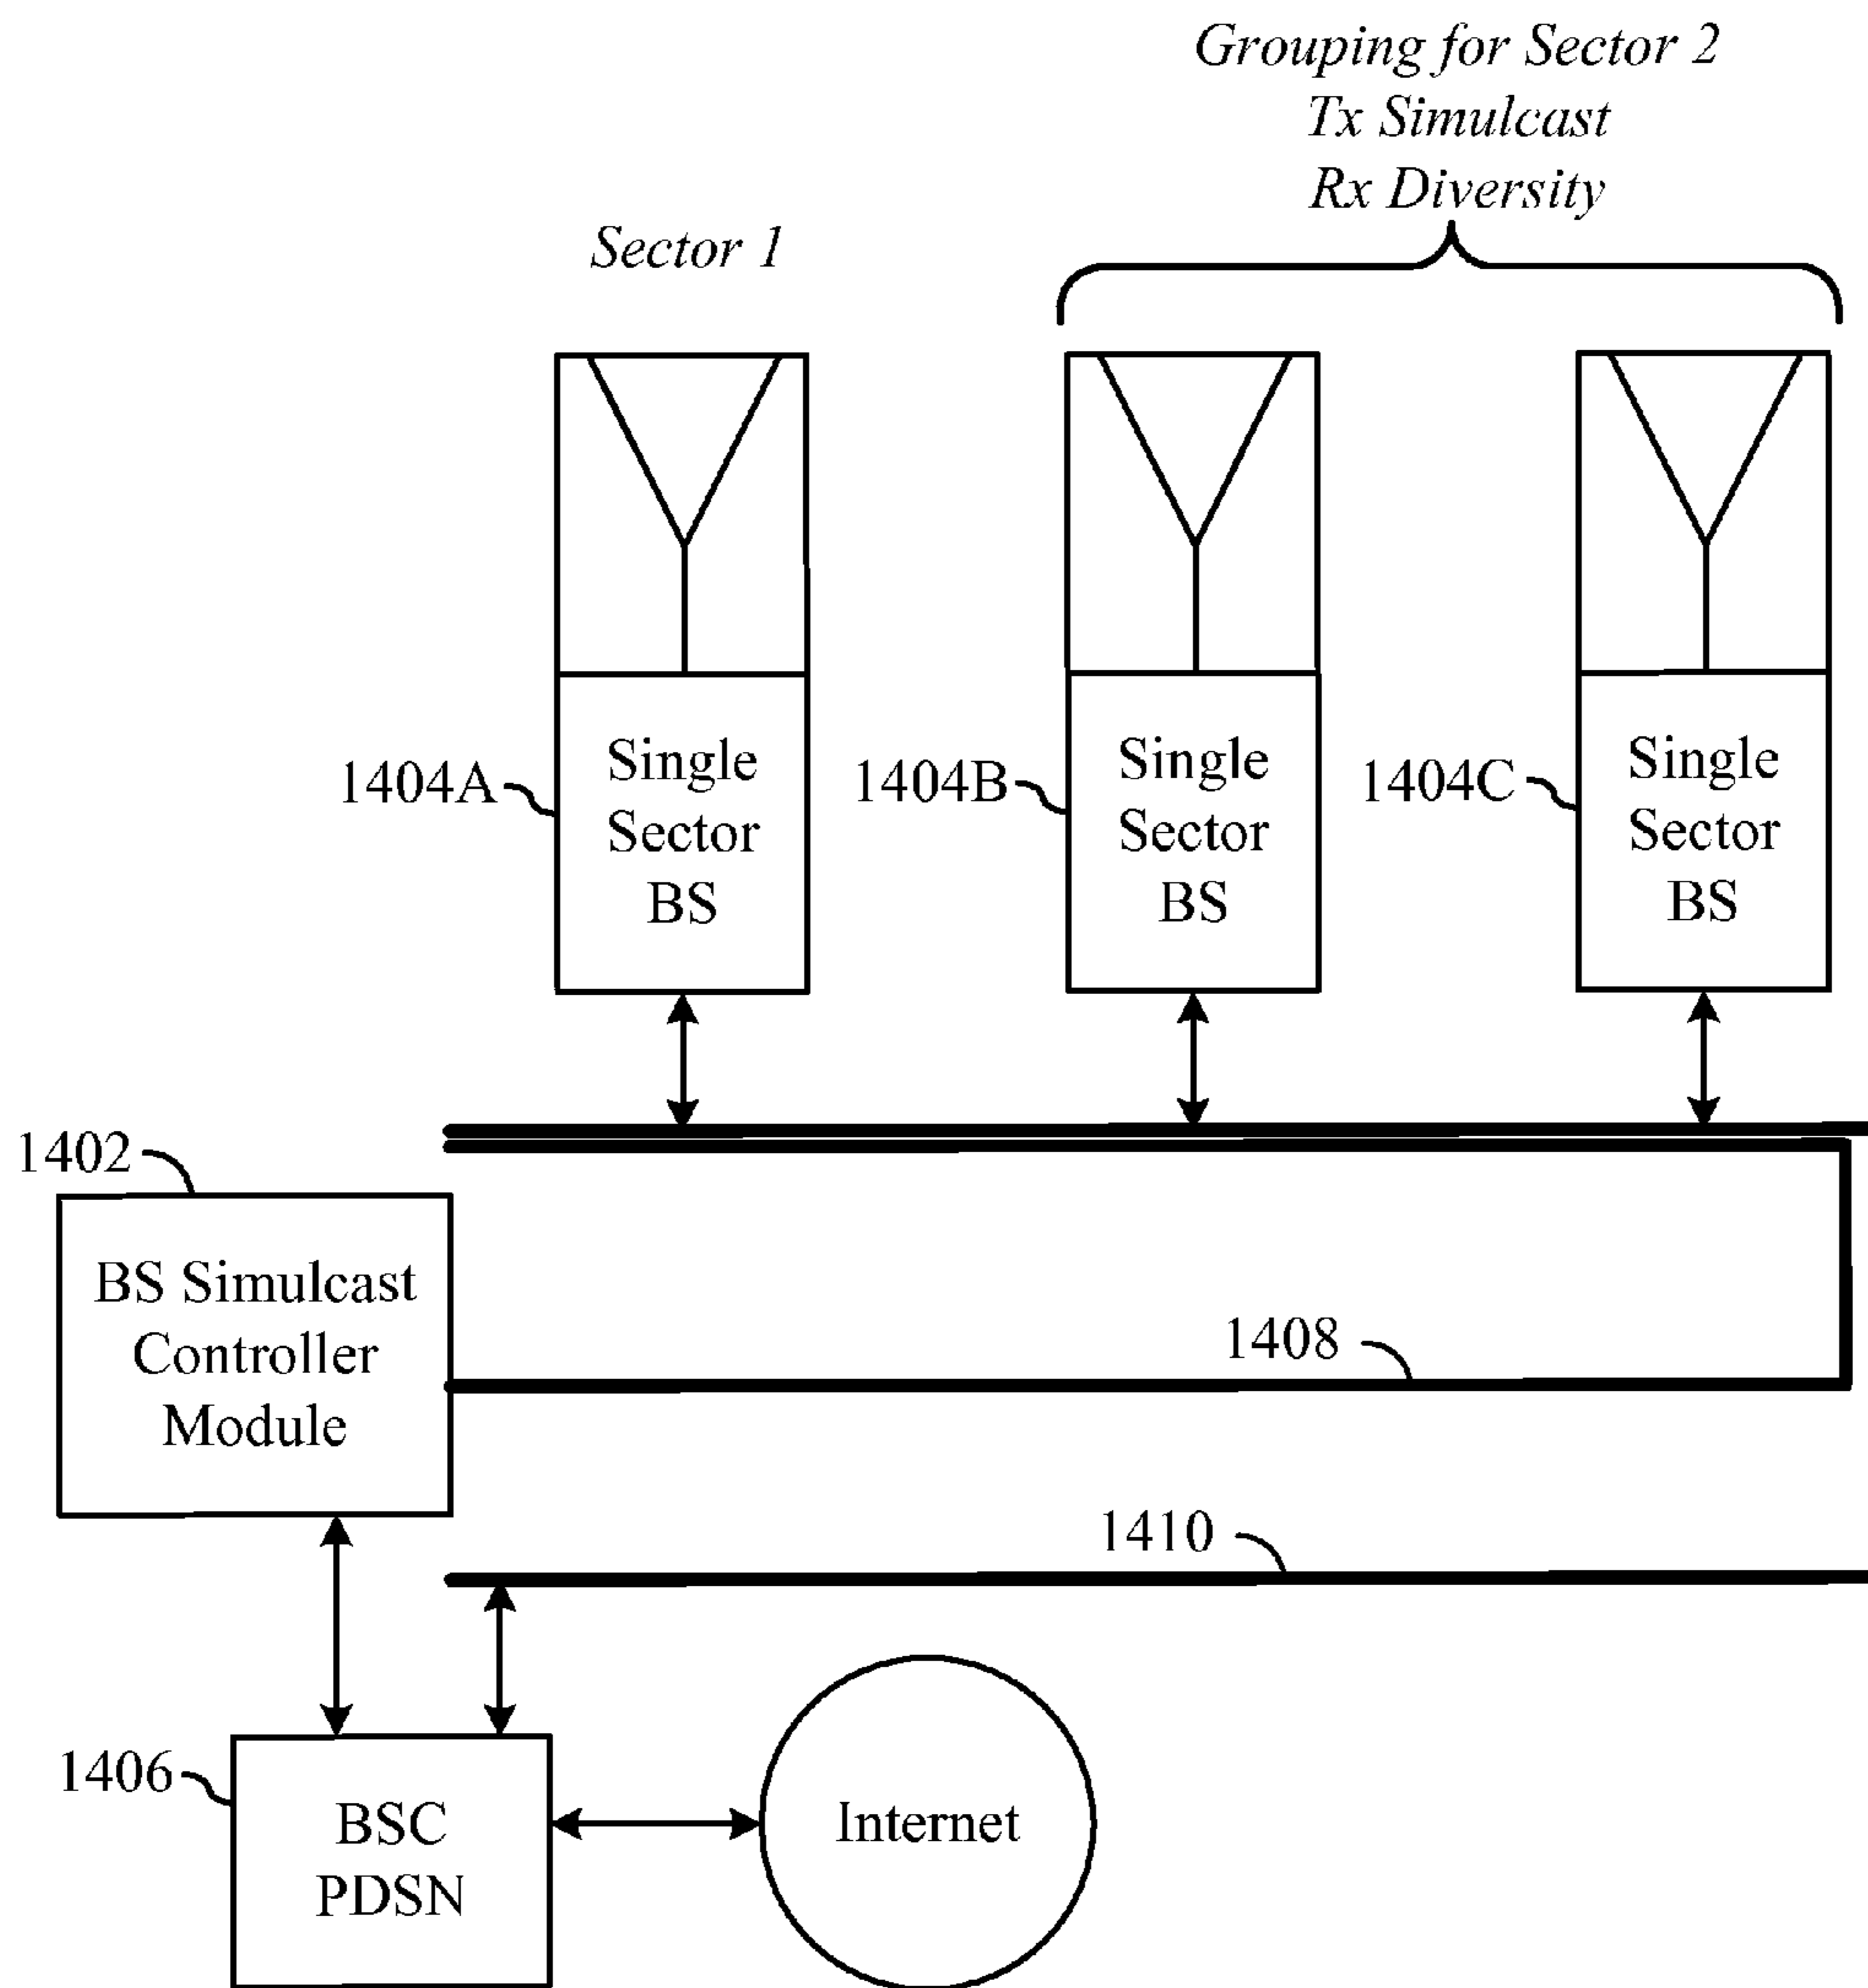 Grouping for Sector 2
Tx Simulcast
Rx Diversity
Sector 1
1404A
Single
Sector
BS
1404B
Single
Sector
BS
1404C
Single
Sector
BS
1402
BS Simulcast
Controller
Module
1408
1410
1406
BSC
PDSN
Internet